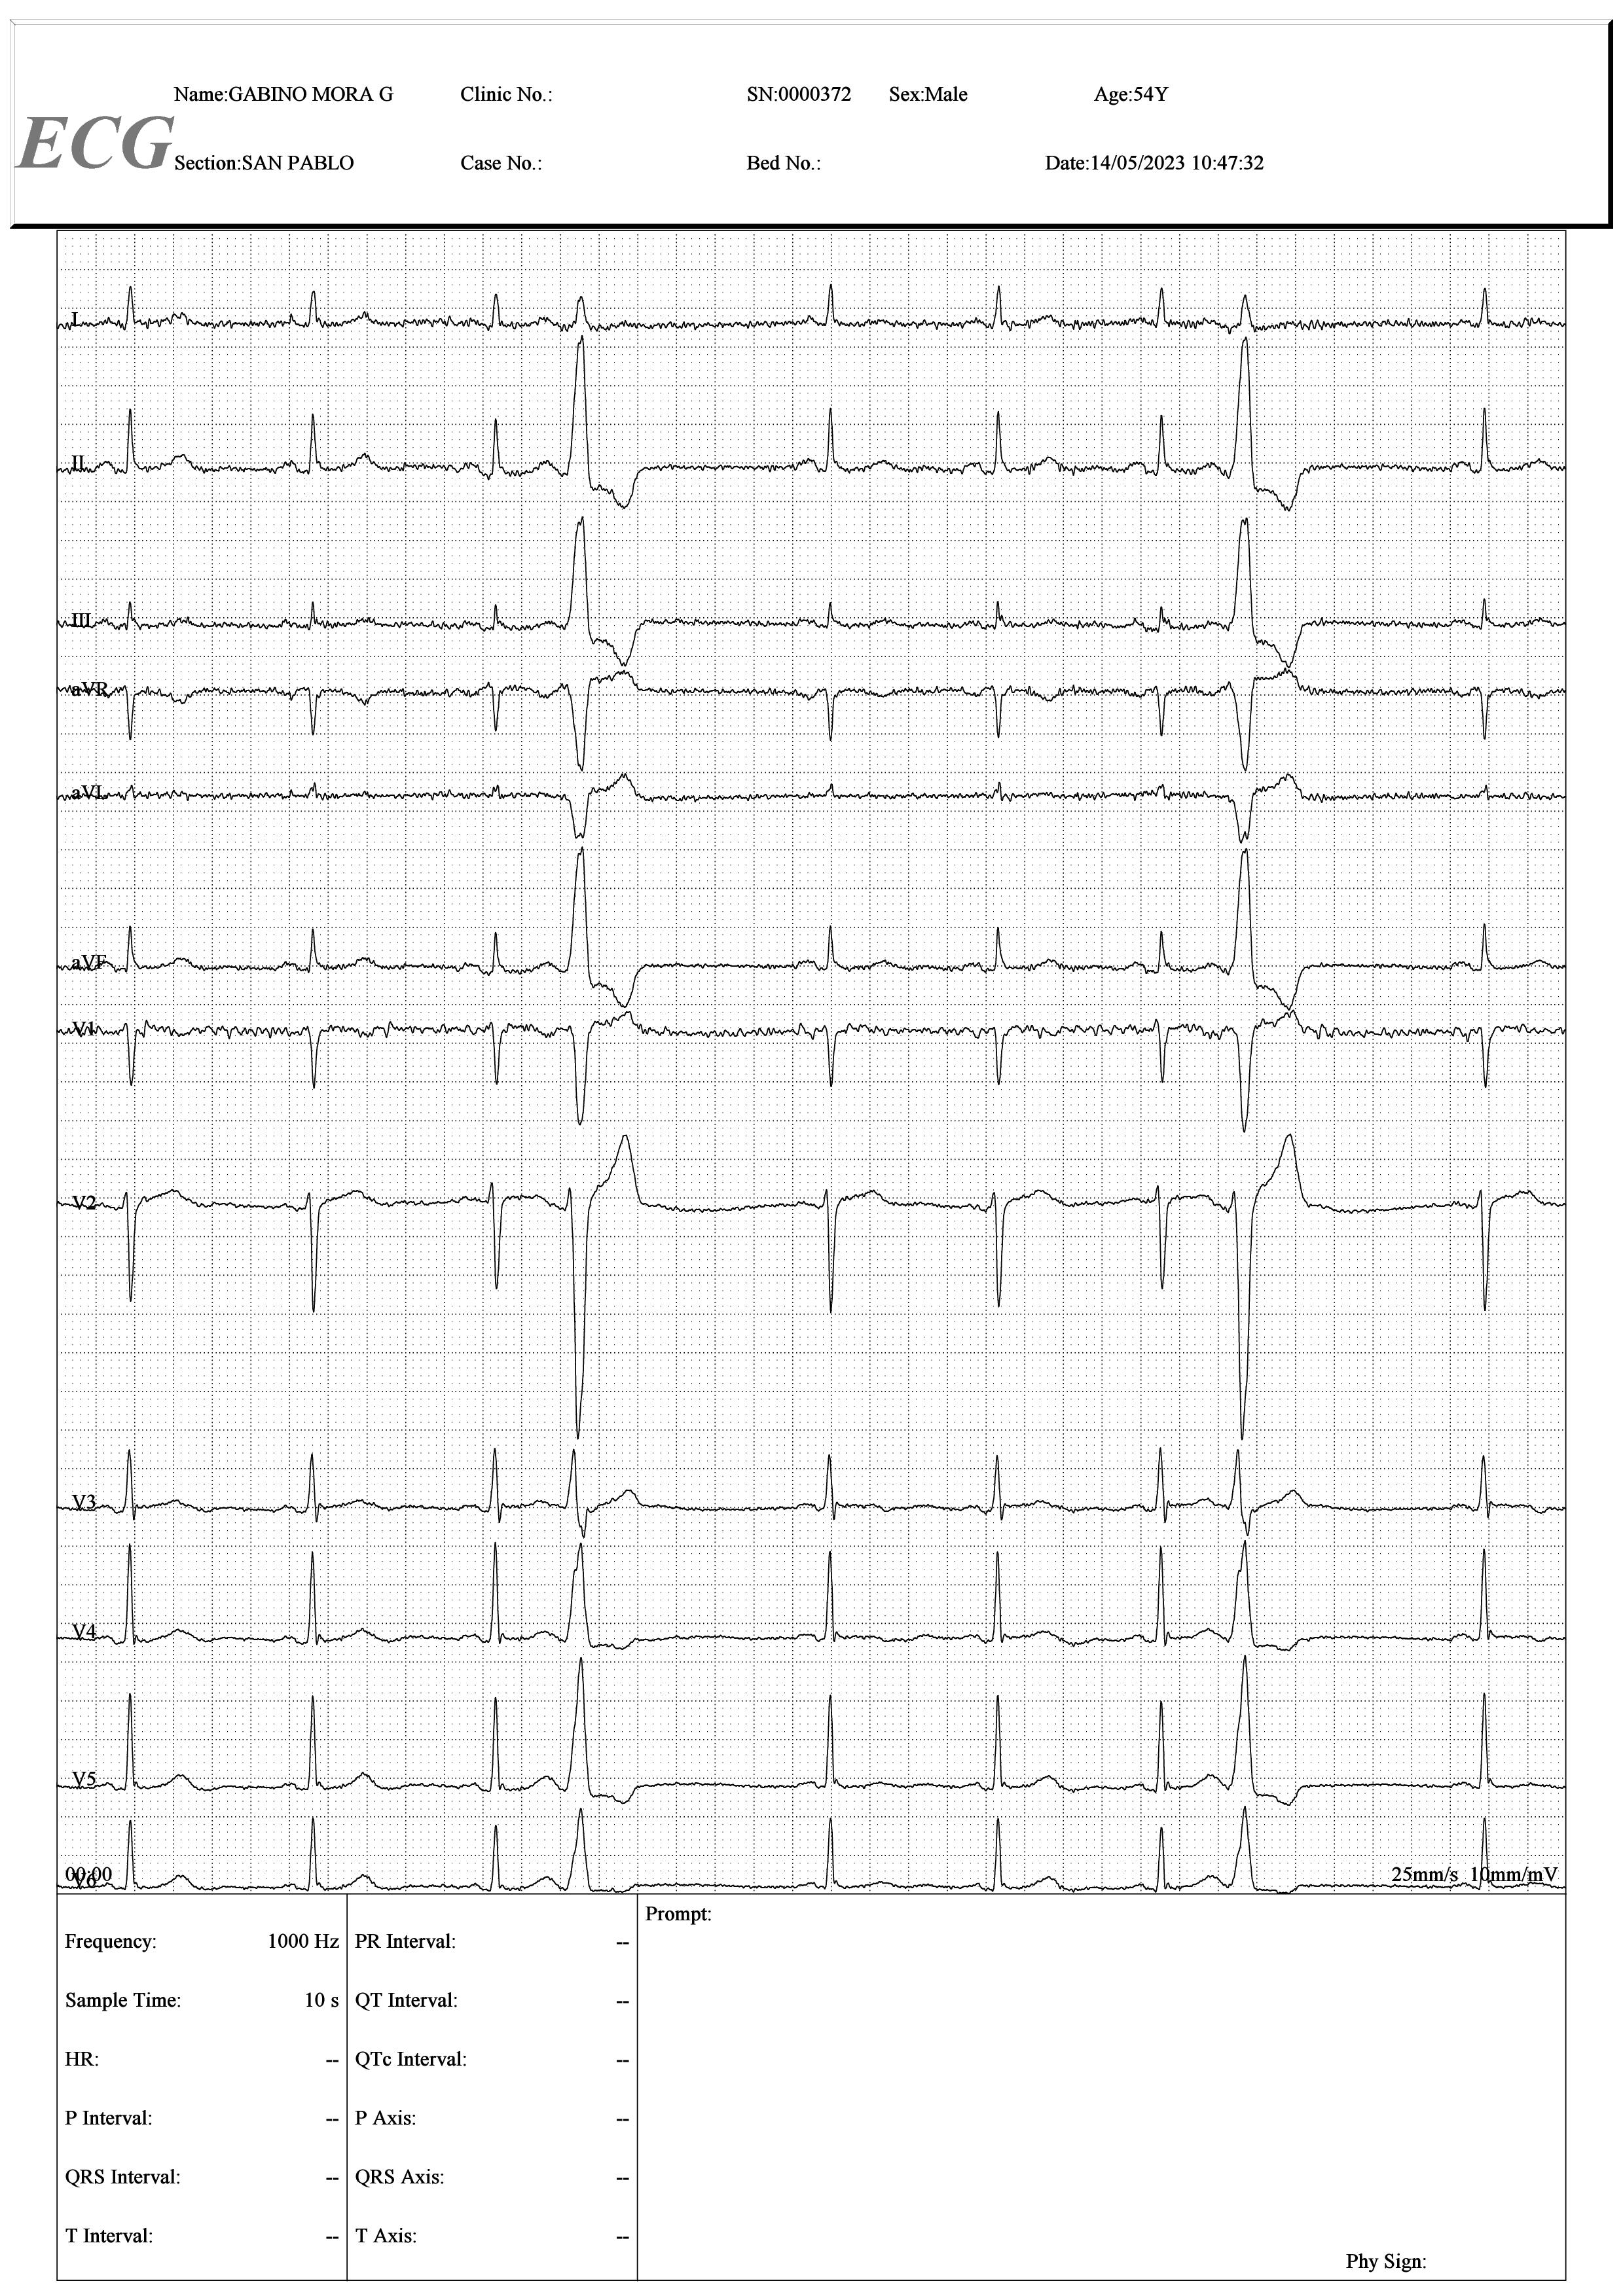 Name:GABINO MORA G Clinic No.: SN:0000372 Sex:Male Age:54Y
ECG
Section:SAN PABLO Case No.: Bed No.: Date:14/05/2023 10:47:32
I
II
III
aVR
aVL
aVF
V1
V2
V3
V4
V5
V6
00:00 25mm/s 10mm/mV
Prompt:
Frequency: 1000 Hz PR Interval: --
Sample Time: 10 s QT Interval: --
HR: -- QTc Interval: --
P Interval: -- P Axis: --
QRS Interval: -- QRS Axis: --
T Interval: -- T Axis: --
Phy Sign: